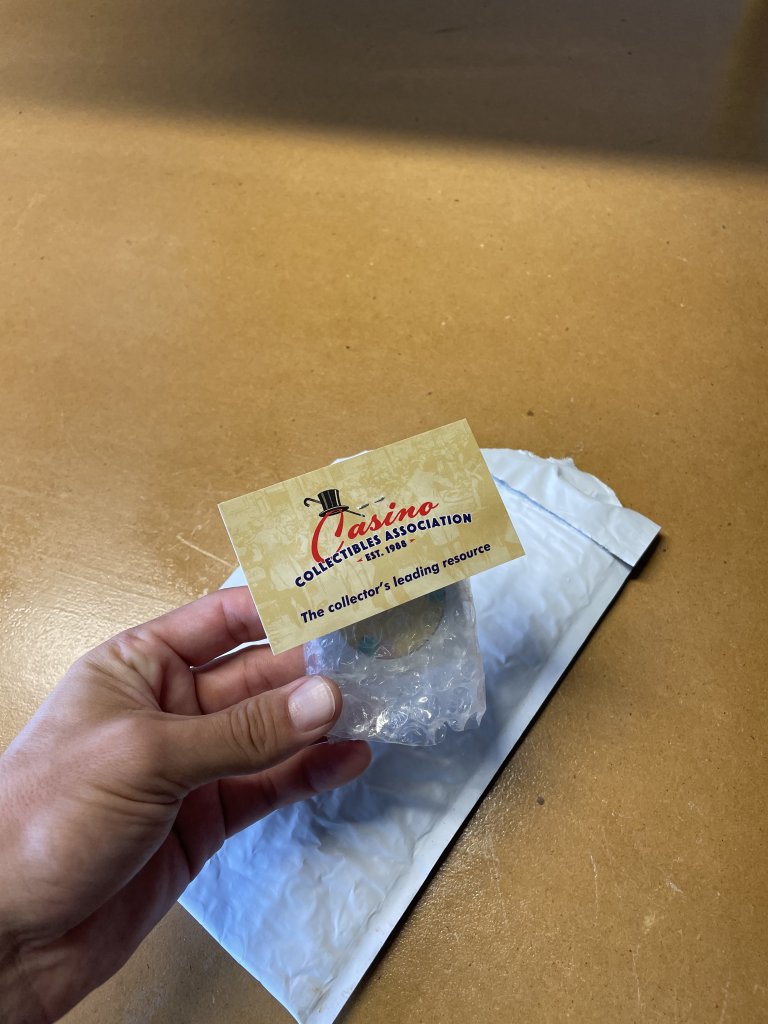 Casino
COLLECTIBLES ASSOCIATION
- EST. 1988 -
The collector's leading resource